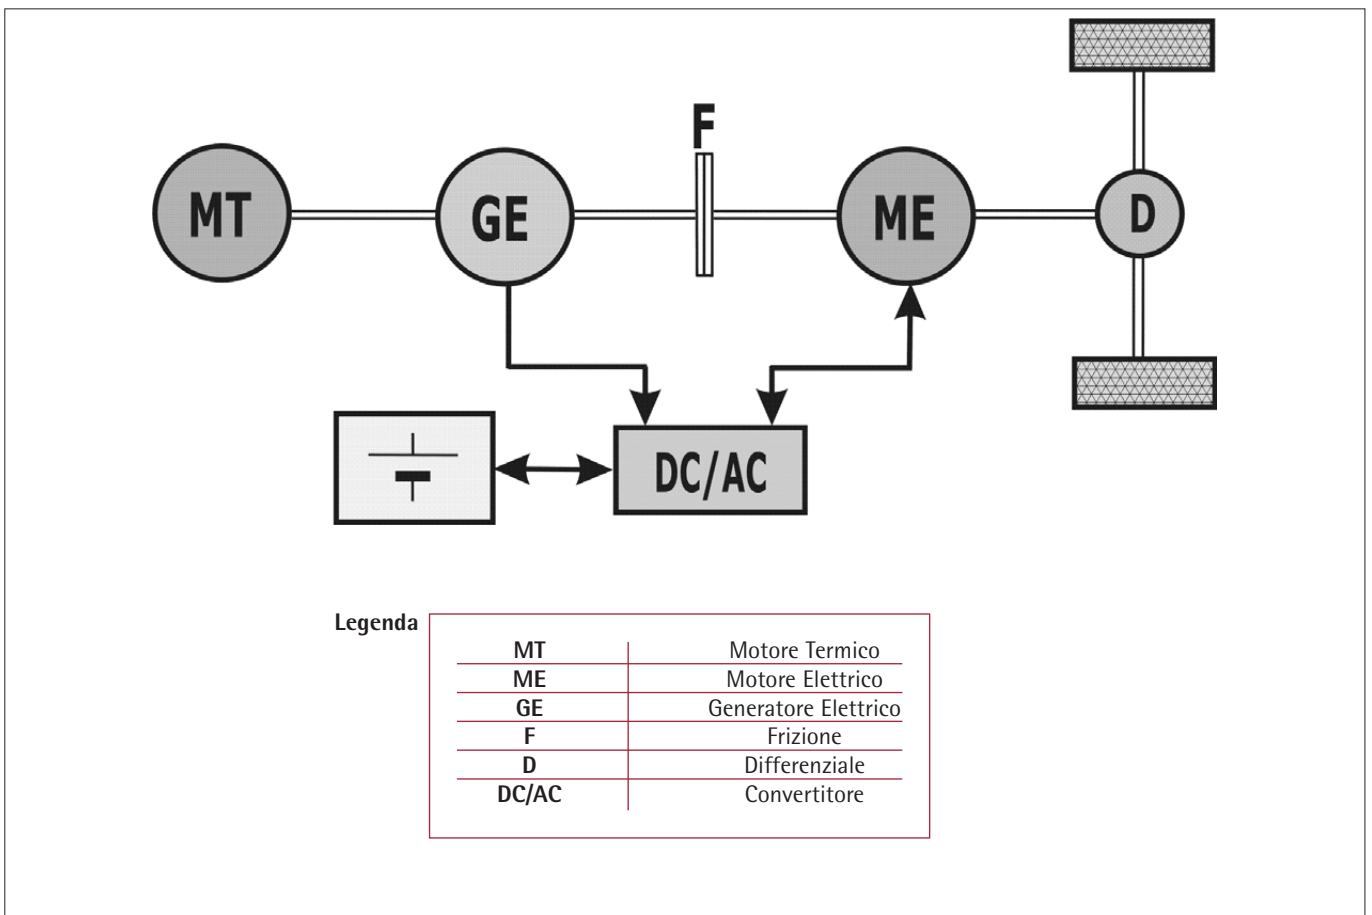 F
MT
GE
ME
D
DC/AC
Legenda
MT Motore Termico
ME Motore Elettrico
GE Generatore Elettrico
F Frizione
D Differenziale
DC/AC Convertitore